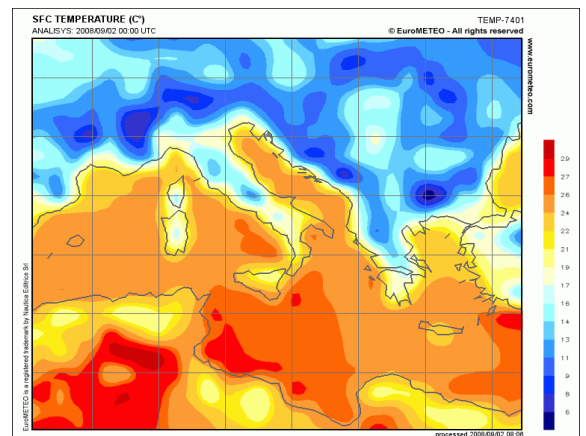 SFC TEMPERATURE (C°)
TEMP-7401
ANALISYS: 2008/09/02 00:00 UTC
© EuroMETEO - All rights reserved
www.eurometeo.com
EuroMETEO is a registered trademark by Nautica Editrice Srl
29
27
26
24
22
21
19
17
16
14
13
11
9
8
6
processed 2008/09/02 08:06